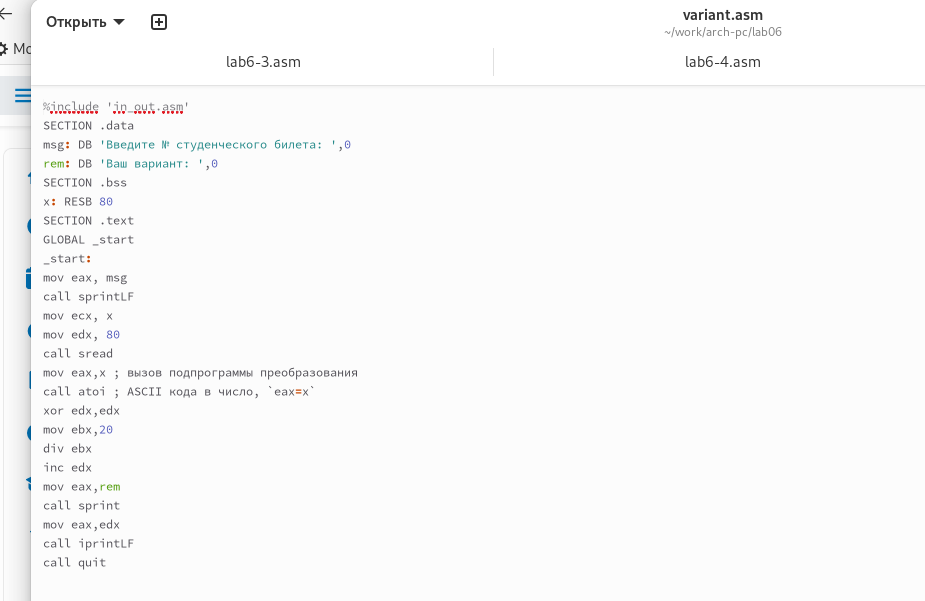 Открыть
variant.asm
~/work/arch-pc/lab06
Мо
lab6-3.asm
lab6-4.asm
%include 'in_out.asm'
SECTION .data
msg: DB 'Введите № студенческого билета: ',0
rem: DB 'Ваш вариант: ',0
SECTION .bss
x: RESB 80
SECTION .text
GLOBAL _start
_start:
mov eax, msg
call sprintLF
mov ecx, x
mov edx, 80
call sread
mov eax,x ; вызов подпрограммы преобразования
call atoi ; ASCII кода в число, `eax=x`
xor edx,edx
mov ebx,20
div ebx
inc edx
mov eax,rem
call sprint
mov eax,edx
call iprintLF
call quit